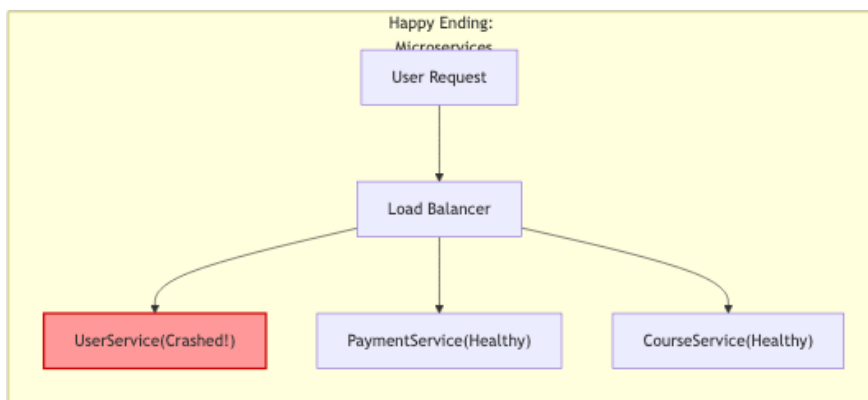 Happy Ending:
Microservices
User Request
Load Balancer
UserService(Crashed!)
PaymentService(Healthy)
CourseService(Healthy)